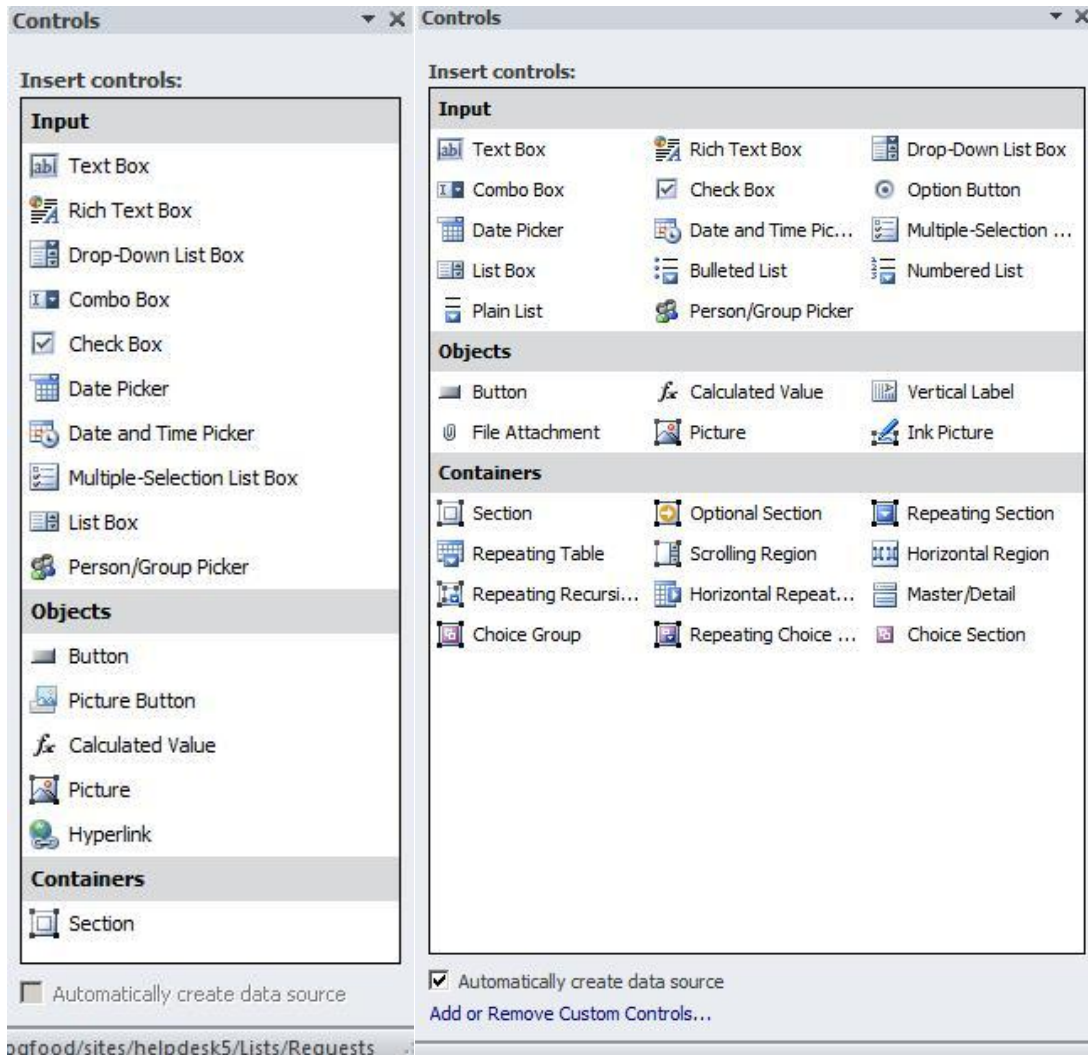 Controls
Insert controls:
Input
Text Box
Rich Text Box
Drop-Down List Box
Combo Box
Check Box
Date Picker
Date and Time Picker
Multiple-Selection List Box
List Box
Person/Group Picker
Objects
Button
Picture Button
Calculated Value
Picture
Hyperlink
Containers
Section
Automatically create data source
ogfood/sites/helpdesk5/Lists/Requests
Controls
Insert controls:
Input
Text Box Rich Text Box Drop-Down List Box
Combo Box Check Box Option Button
Date Picker Date and Time Pic... Multiple-Selection ...
List Box Bulleted List Numbered List
Plain List Person/Group Picker
Objects
Button Calculated Value Vertical Label
File Attachment Picture Ink Picture
Containers
Section Optional Section Repeating Section
Repeating Table Scrolling Region Horizontal Region
Repeating Recursi... Horizontal Repeat... Master/Detail
Choice Group Repeating Choice ... Choice Section
Automatically create data source
Add or Remove Custom Controls...